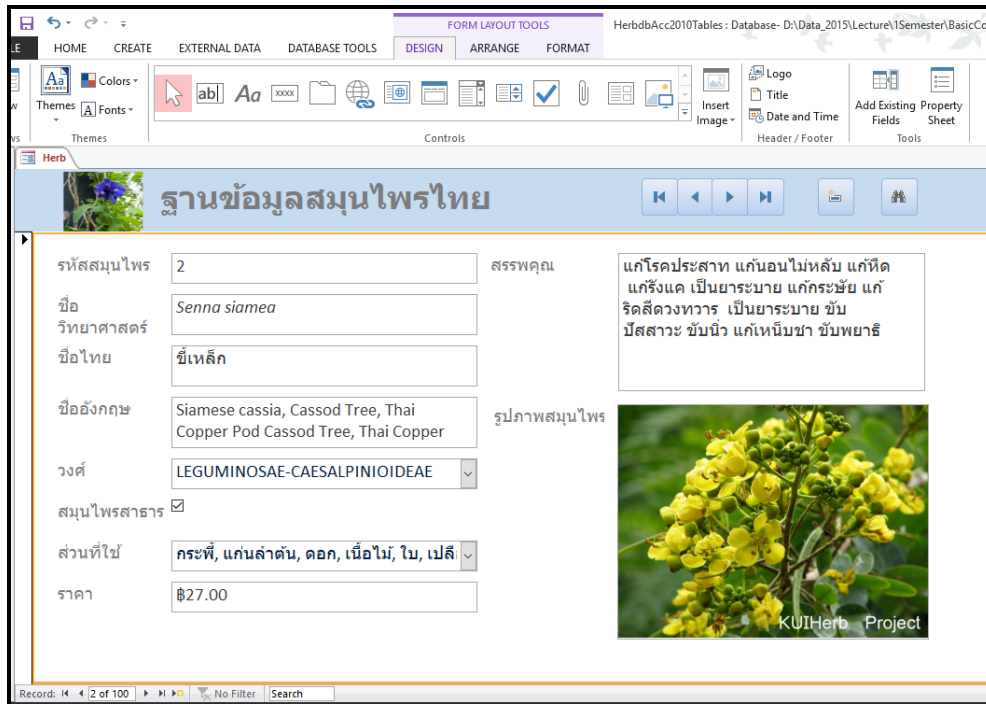 FORM LAYOUT TOOLS
HerbdbAcc2010Tables : Database- D:\Data_2015\Lecture\1Semester\BasicCo
LE HOME CREATE EXTERNAL DATA DATABASE TOOLS DESIGN ARRANGE FORMAT
Aa Colors ab| Aa xxxx Logo
Themes A Fonts Insert Image Title Add Existing Fields Property Sheet
Date and Time
Themes Controls Header / Footer Tools
Herb
ฐานข้อมูลสมุนไพรไทย
รหัสสมุนไพร 2
ชื่อ
วิทยาศาสตร์
Senna siamea
ชื่อไทย ขี้เหล็ก
ชื่ออังกฤษ
Siamese cassia, Cassod Tree, Thai
Copper Pod Cassod Tree, Thai Copper
วงศ์ LEGUMINOSAE-CAESALPINIOIDEAE
สมุนไพรสาธาร
ส่วนที่ใช้ กระพี้, แก่นลำต้น, ดอก, เนื้อไม้, ใบ, เปลือ
ราคา ฿27.00
สรรพคุณ
แก้โรคประสาท แก้นอนไม่หลับ แก้หืด
แก้รังแค เป็นยาระบาย แก้กระษัย แก้
ริดสีดวงทวาร เป็นยาระบาย ขับ
ปัสสาวะ ขับนิ่ว แก้เหน็บชา ขับพยาธิ
รูปภาพสมุนไพร
KUIHerb Project
Record: 2 of 100 No Filter Search